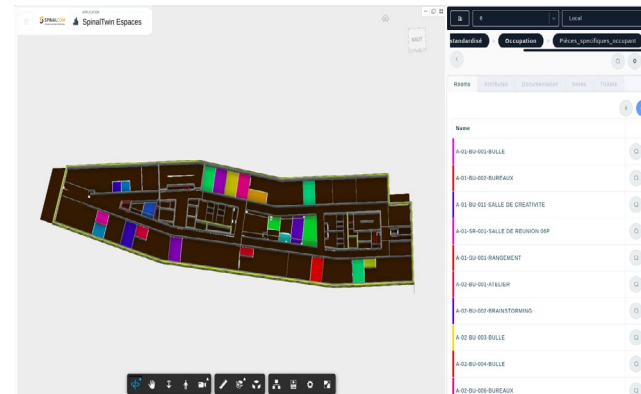 SPINALCOM
APPLICATION
SpinalTwin Espaces
HAUT
Local
standardisé
Occupation
Pièces_specifiques_occupant
Rooms Attributes Documentation Notes Tickets
Name
A-01-BU-001-BULLE
A-01-BU-002-BUREAUX
A-01-BU-011-SALLE DE CREATIVITE
A-01-SR-001-SALLE DE REUNION 06P
A-01-SU-001-RANGEMENT
A-02-BU-001-ATELIER
A-02-BU-002-BRAINSTORMING
A-02-BU-003-BULLE
A-02-BU-004-BULLE
A-02-BU-006-BUREAUX